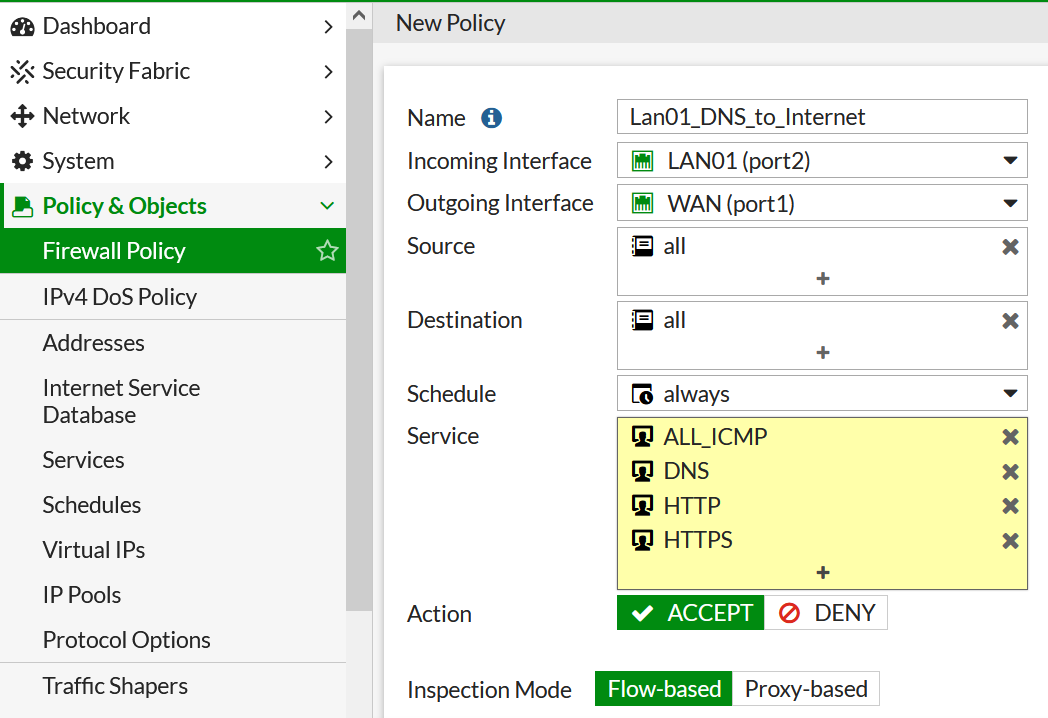 Dashboard
Security Fabric
Network
System
Policy & Objects
Firewall Policy
IPv4 DoS Policy
Addresses
Internet Service
Database
Services
Schedules
Virtual IPs
IP Pools
Protocol Options
Traffic Shapers
New Policy
Name Lan01_DNS_to_Internet
Incoming Interface LAN01 (port2)
Outgoing Interface WAN (port1)
Source all
+
Destination all
+
Schedule always
Service ALL_ICMP
DNS
HTTP
HTTPS
+
Action ACCEPT DENY
Inspection Mode Flow-based Proxy-based